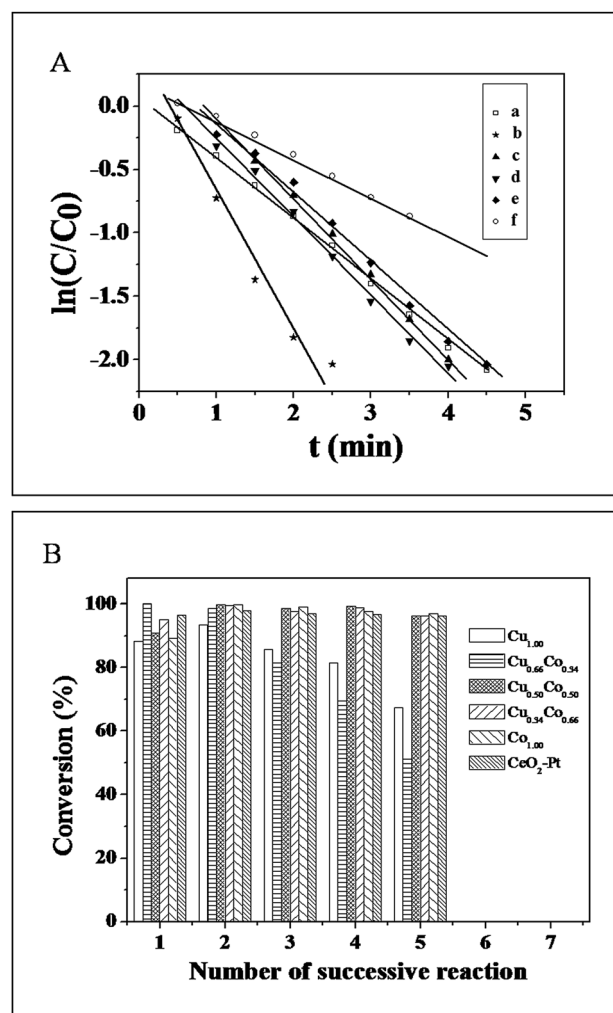 A
0.0
-0.5
-1.0
-1.5
-2.0
ln(C/C0)
0 1 2 3 4 5
t (min)
a
b
c
d
e
f
B
100
80
60
40
20
0
Conversion (%)
1 2 3 4 5 6 7
Number of successive reaction
Cu1.00
Cu0.66Co0.34
Cu0.50Co0.50
Cu0.34Co0.66
Co1.00
CeO2-Pt